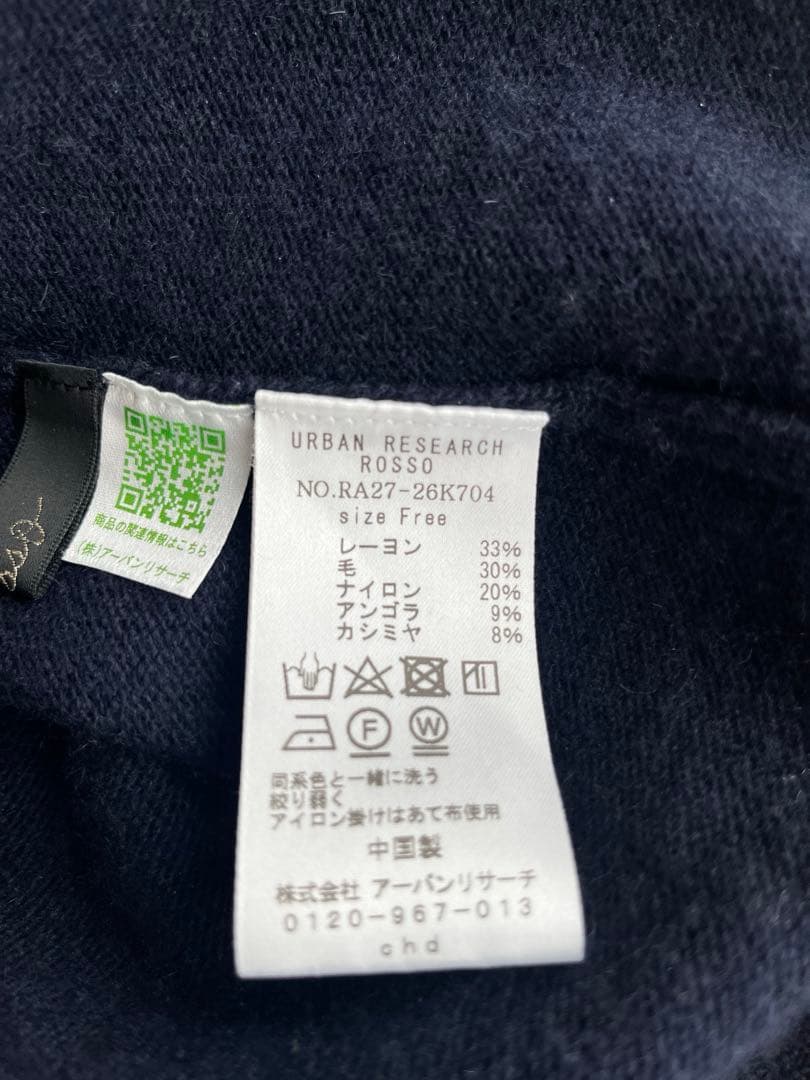 商品の関連情報はこちら
(株)アーバンリサーチ
URBAN RESEARCH
ROSSO
NO.RA27-26K704
size Free
レーヨン 33%
毛 30%
ナイロン 20%
アンゴラ 9%
カシミヤ 8%
F W
同系色と一緒に洗う
絞り弱く
アイロン掛けはあて布使用
中国製
株式会社 アーバンリサーチ
0120-967-013
chd